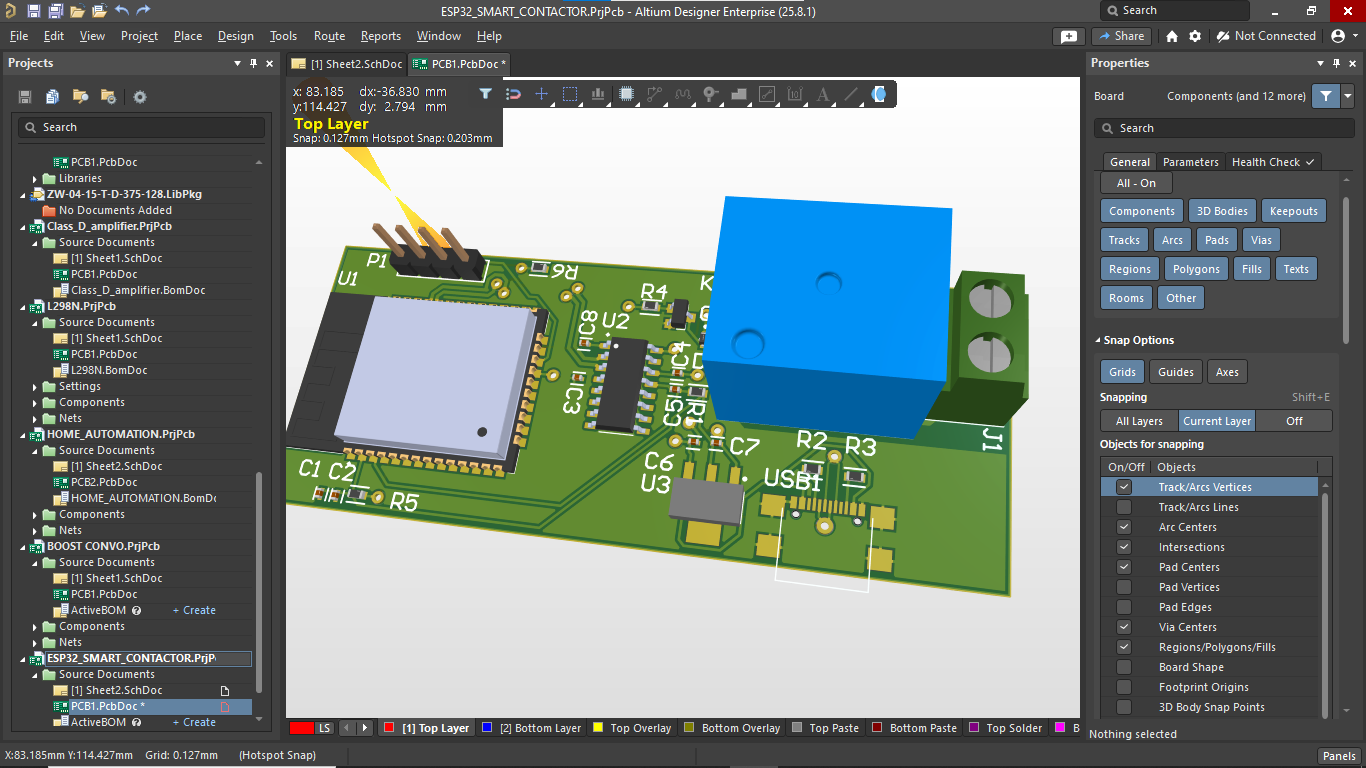 ESP32_SMART_CONTACTOR.PrjPcb - Altium Designer Enterprise (25.8.1)
Search
File Edit View Project Place Design Tools Route Reports Window Help
Share
Not Connected
Projects
Search
PCB1.PcbDoc
Libraries
ZW-04-15-T-D-375-128.LibPkg
No Documents Added
Class_D_amplifier.PrjPcb
Source Documents
[1] Sheet1.SchDoc
PCB1.PcbDoc
Class_D_amplifier.BomDoc
L298N.PrjPcb
Source Documents
[1] Sheet1.SchDoc
PCB1.PcbDoc
L298N.BomDoc
Settings
Components
Nets
HOME_AUTOMATION.PrjPcb
Source Documents
[1] Sheet2.SchDoc
PCB2.PcbDoc
HOME_AUTOMATION.BomDc
Components
Nets
BOOST CONVO.PrjPcb
Source Documents
[1] Sheet1.SchDoc
PCB1.PcbDoc
ActiveBOM + Create
Components
Nets
ESP32_SMART_CONTACTOR.PrjP
Source Documents
[1] Sheet2.SchDoc
PCB1.PcbDoc *
ActiveBOM + Create
[1] Sheet2.SchDoc
PCB1.PcbDoc *
x: 83.185 dx:-36.830 mm
y:114.427 dy: 2.794 mm
Top Layer
Snap: 0.127mm Hotspot Snap: 0.203mm
P1
U1
R6
R4
K
C8
U2
C4
C3
C5
R1
C7
C6
U3
USB1
R2
R3
J1
C1
C2
R5
LS
[1] Top Layer
[2] Bottom Layer
Top Overlay
Bottom Overlay
Top Paste
Bottom Paste
Top Solder
B
Properties
Board Components (and 12 more)
Search
General
Parameters
Health Check
All - On
Components 3D Bodies Keepouts
Tracks Arcs Pads Vias
Regions Polygons Fills Texts
Rooms Other
Snap Options
Grids Guides Axes
Snapping Shift+E
All Layers Current Layer Off
Objects for snapping
On/Off Objects
Track/Arcs Vertices
Track/Arcs Lines
Arc Centers
Intersections
Pad Centers
Pad Vertices
Pad Edges
Via Centers
Regions/Polygons/Fills
Board Shape
Footprint Origins
3D Body Snap Points
Nothing selected
X:83.185mm Y:114.427mm Grid: 0.127mm (Hotspot Snap)
Panels